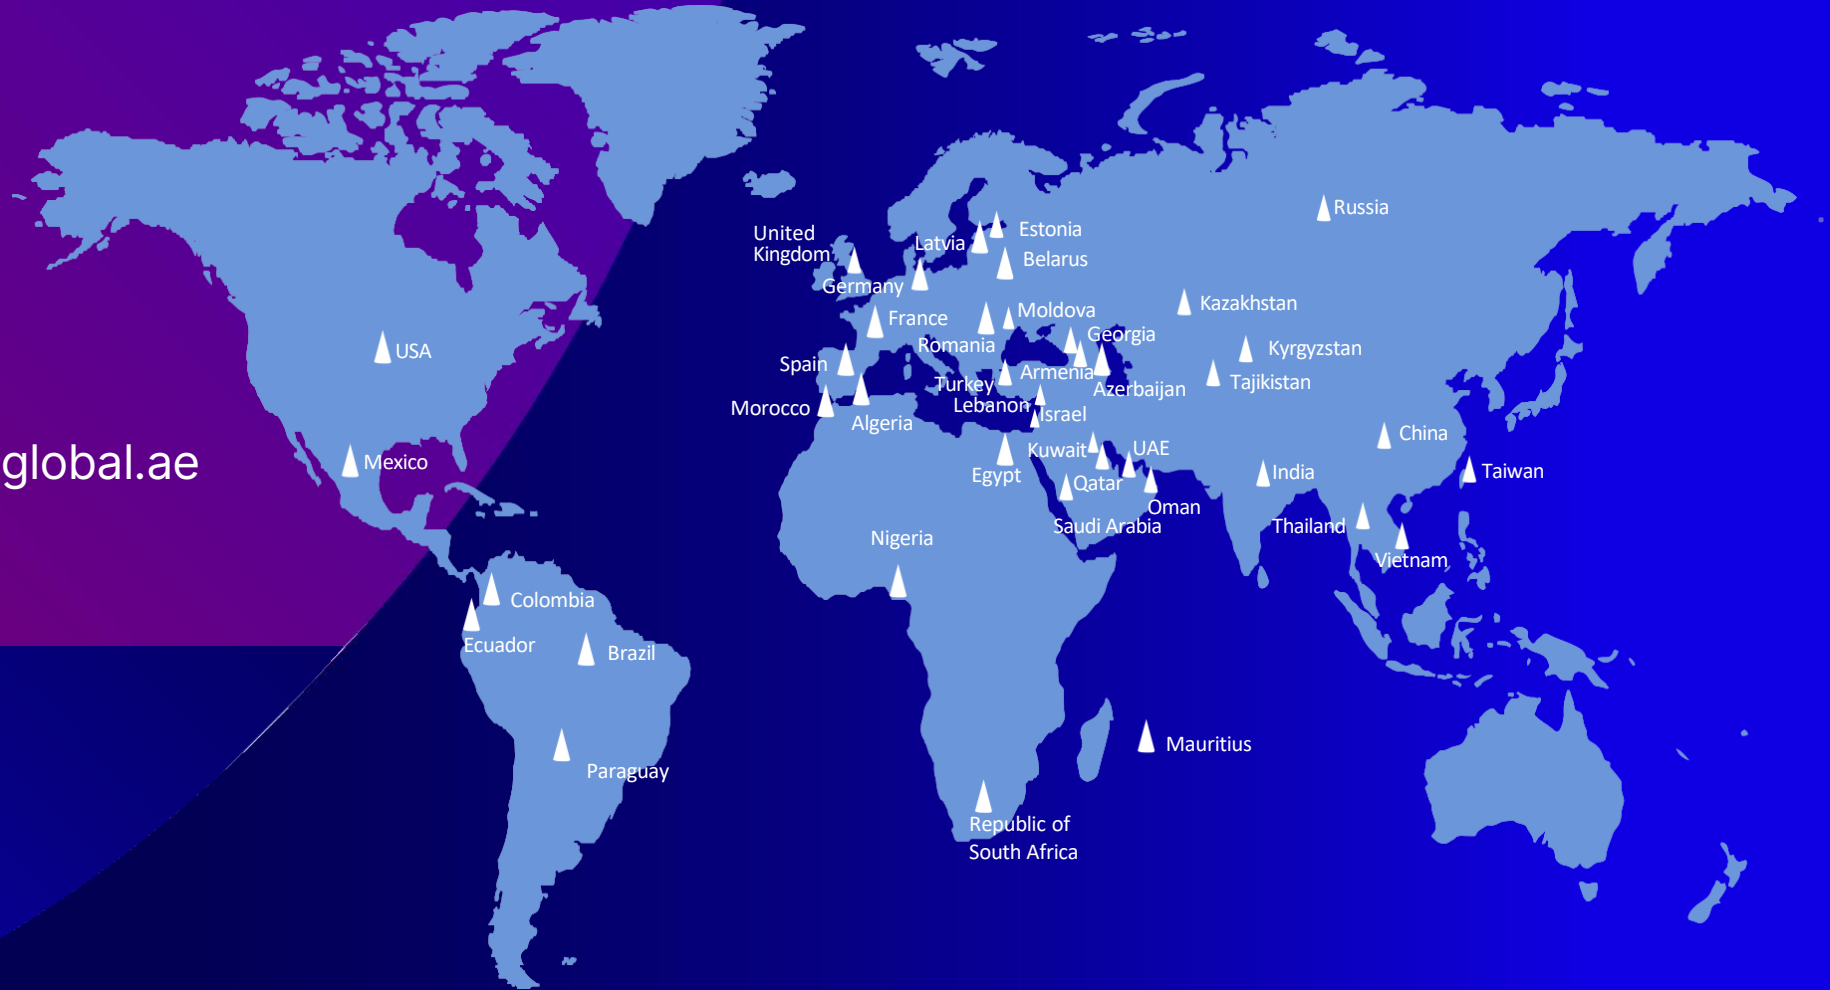 global.ae
USA
Mexico
Colombia
Ecuador
Brazil
Paraguay
United
Kingdom
Latvia
Estonia
Belarus
Germany
France
Moldova
Romania
Georgia
Spain
Turkey
Armenia
Azerbaijan
Morocco
Algeria
Lebanon
Israel
Egypt
Kuwait
UAE
Qatar
Oman
Saudi Arabia
Nigeria
Mauritius
Republic of
South Africa
Russia
Kazakhstan
Kyrgyzstan
Tajikistan
China
India
Taiwan
Thailand
Vietnam